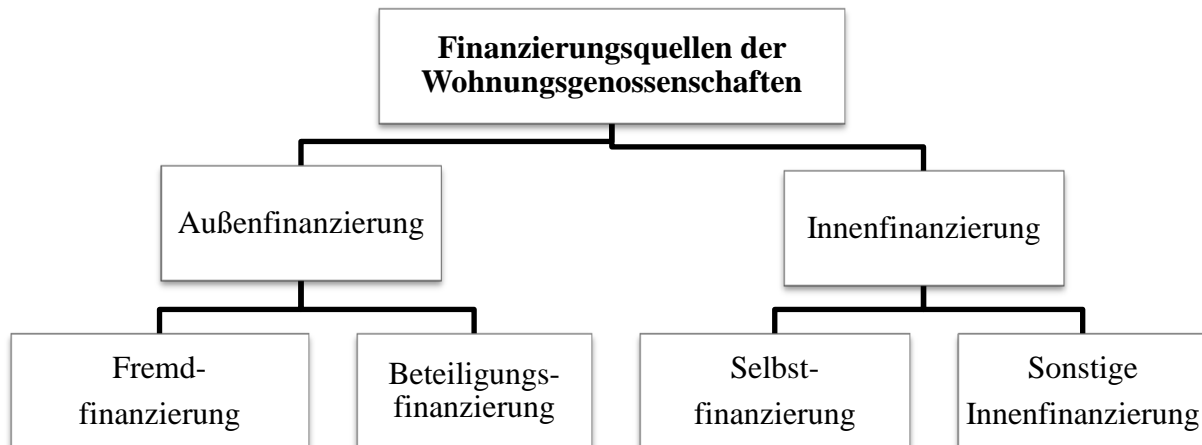 Finanzierungsquellen der
Wohnungsgenossenschaften
Außenfinanzierung
Innenfinanzierung
Fremd-
finanzierung
Beteiligungs-
finanzierung
Selbst-
finanzierung
Sonstige
Innenfinanzierung